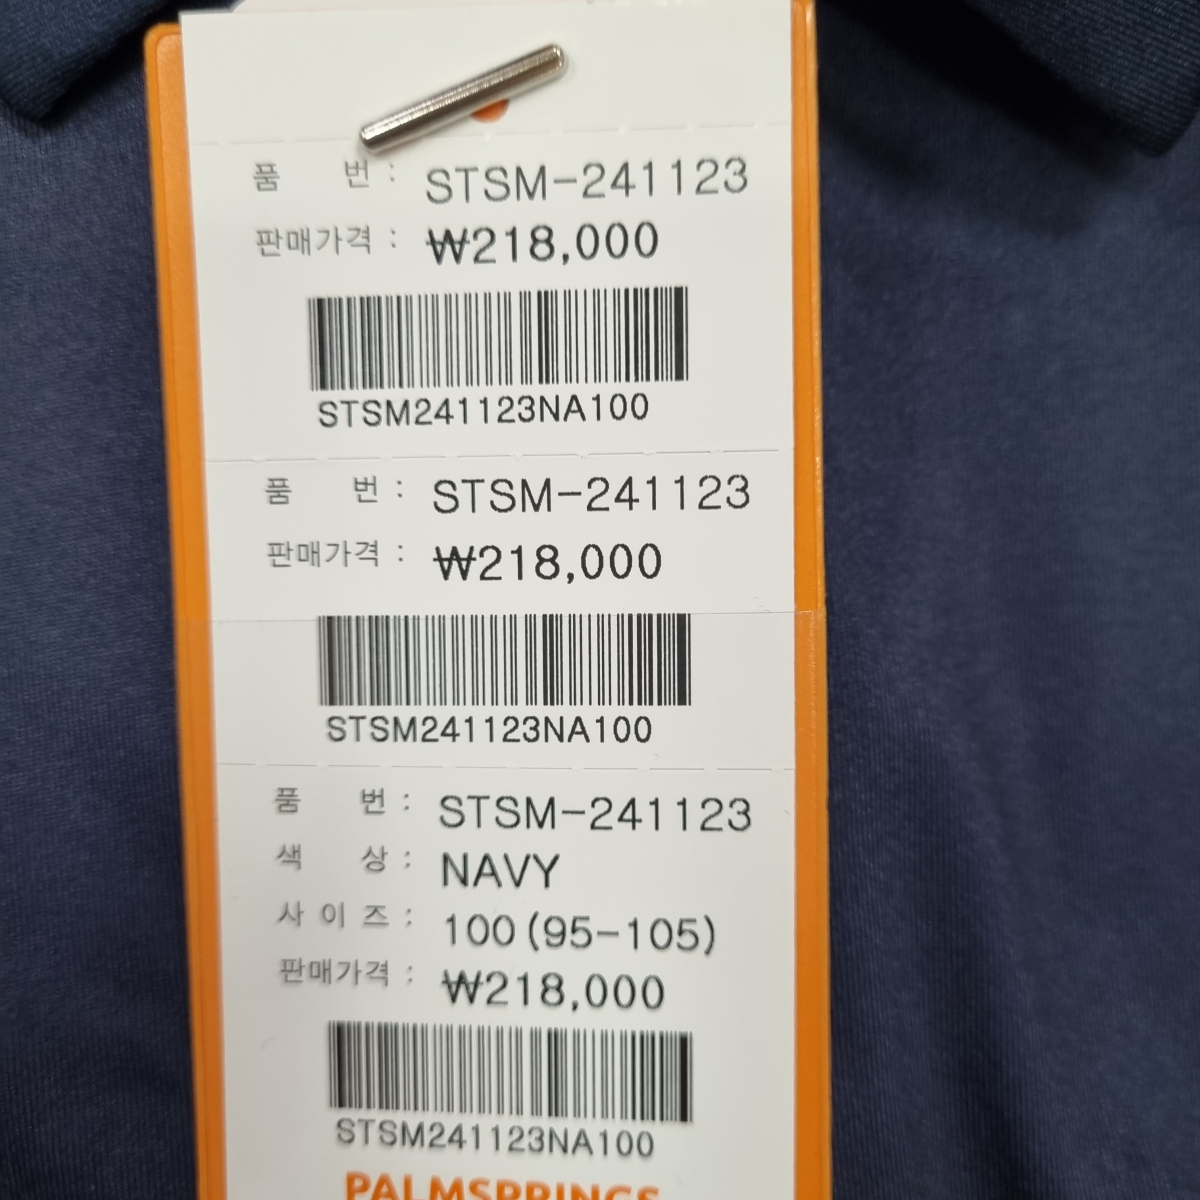 품 번 : STSM-241123
판매가격 : ₩218,000
STSM241123NA100
품 번 : STSM-241123
판매가격 : ₩218,000
STSM241123NA100
품 번 : STSM-241123
색 상 : NAVY
사 이 즈 : 100 (95-105)
판매가격 : ₩218,000
STSM241123NA100
PALMSPRINGS